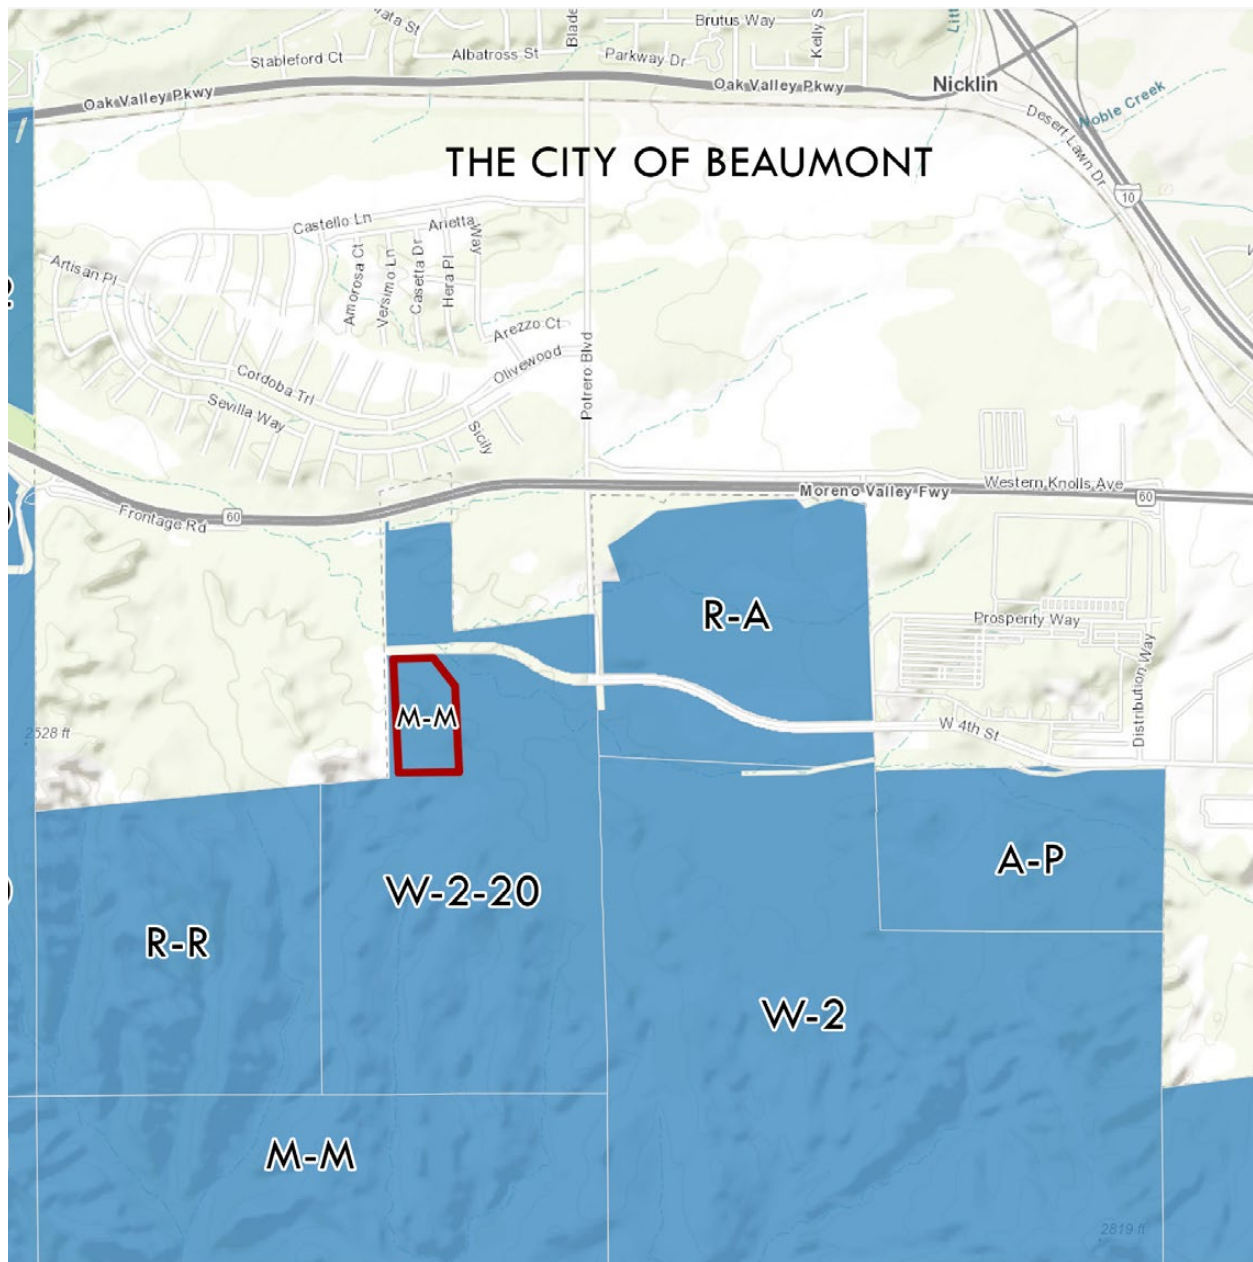 Brutus Way
Kelly S
Blade
rata St
Stableford Ct
Albatross St
Parkway Dr
Oak Valley Pkwy
Oak Valley Pkwy
Nicklin
Noble Creek
Desert Lawn Dr
10
THE CITY OF BEAUMONT
Castello Ln
Arietta
Way
Artisan Pl
Amorosa Ct
Versimo Ln
Casetta Dr
Hera Pl
Arezzo Ct
Olivewood
Cordoba Trl
Sevilla Way
Sicily
Potrero Blvd
Western Knolls Ave
Moreno Valley Fwy
60
Frontage Rd
60
R-A
Prosperity Way
Distribution Way
M-M
W 4th St
2528 ft
A-P
W-2-20
R-R
W-2
M-M
2819 ft